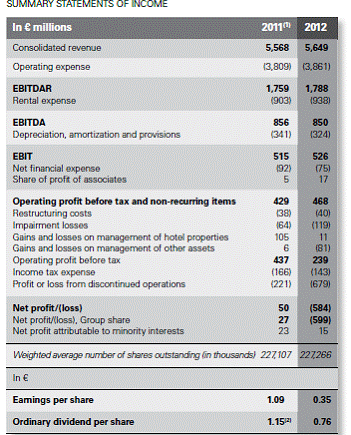 SUMMARY STATEMENTS OF INCOME
In € millions 2011(1) 2012
Consolidated revenue 5,568 5,649
Operating expense (3,809) (3,861)
EBITDAR 1,759 1,788
Rental expense (903) (938)
EBITDA 856 850
Depreciation, amortization and provisions (341) (324)
EBIT 515 526
Net financial expense (92) (75)
Share of profit of associates 5 17
Operating profit before tax and non-recurring items 429 468
Restructuring costs (38) (40)
Impairment losses (64) (119)
Gains and losses on management of hotel properties 105 11
Gains and losses on management of other assets 6 (81)
Operating profit before tax 437 239
Income tax expense (166) (143)
Profit or loss from discontinued operations (221) (679)
Net profit/(loss) 50 (584)
Net profit/(loss), Group share 27 (599)
Net profit attributable to minority interests 23 15
Weighted average number of shares outstanding (in thousands) 227,107 227,266
In €
Earnings per share 1.09 0.35
Ordinary dividend per share 1.15(2) 0.76